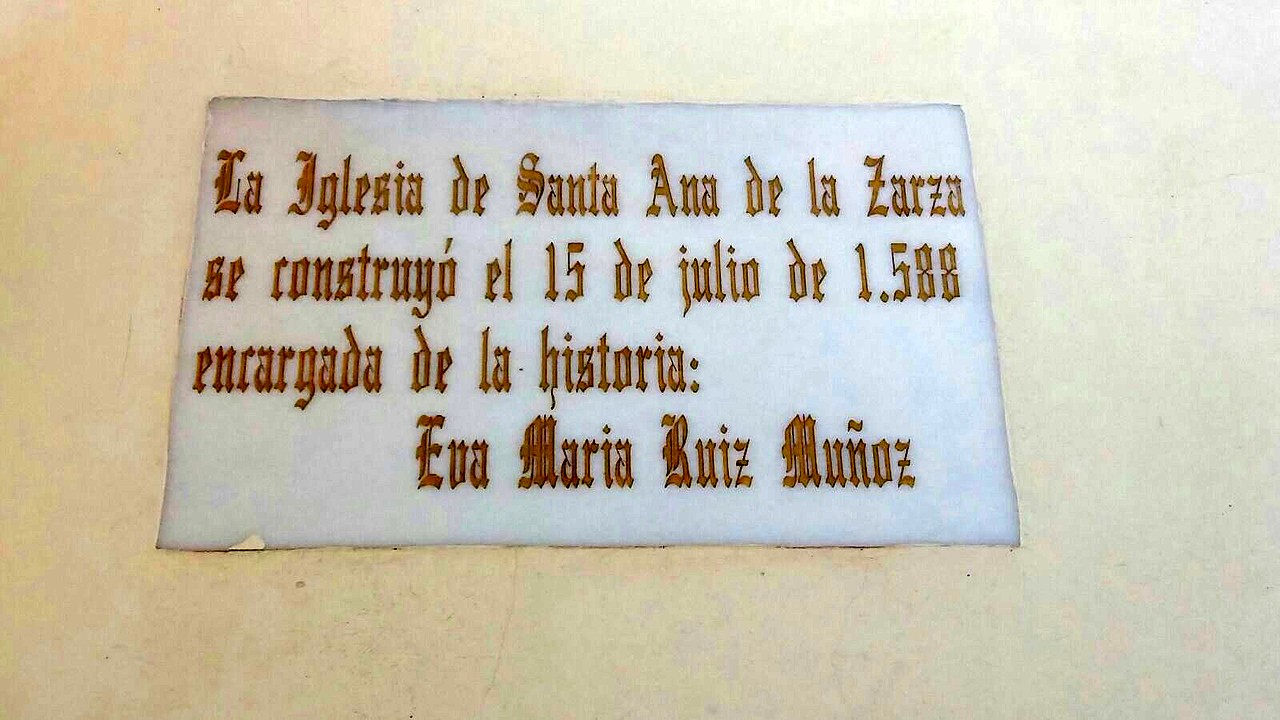 La Iglesia de Santa Ana de la Zarza
se construyó el 15 de julio de 1.588
encargada de la historia:
Eva Maria Ruiz Muñoz